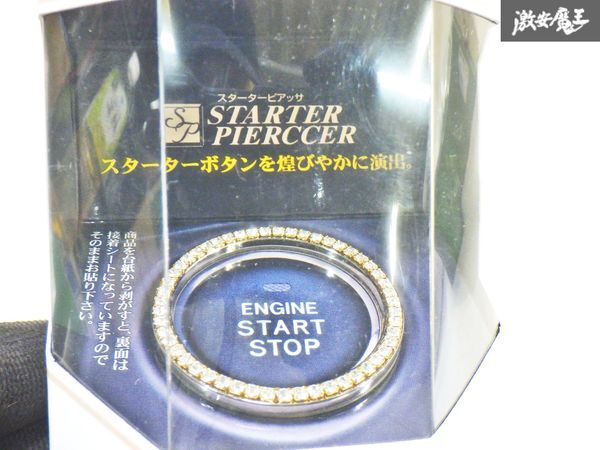 激安魔王
スターターピアッサ
SP
STARTER
PIERCCER
スターターボタンを煌びやかに演出。
商品を台紙から剥がすと、裏面は
接着シートになっていますので
そのままお貼り下さい。
ENGINE
START
STOP